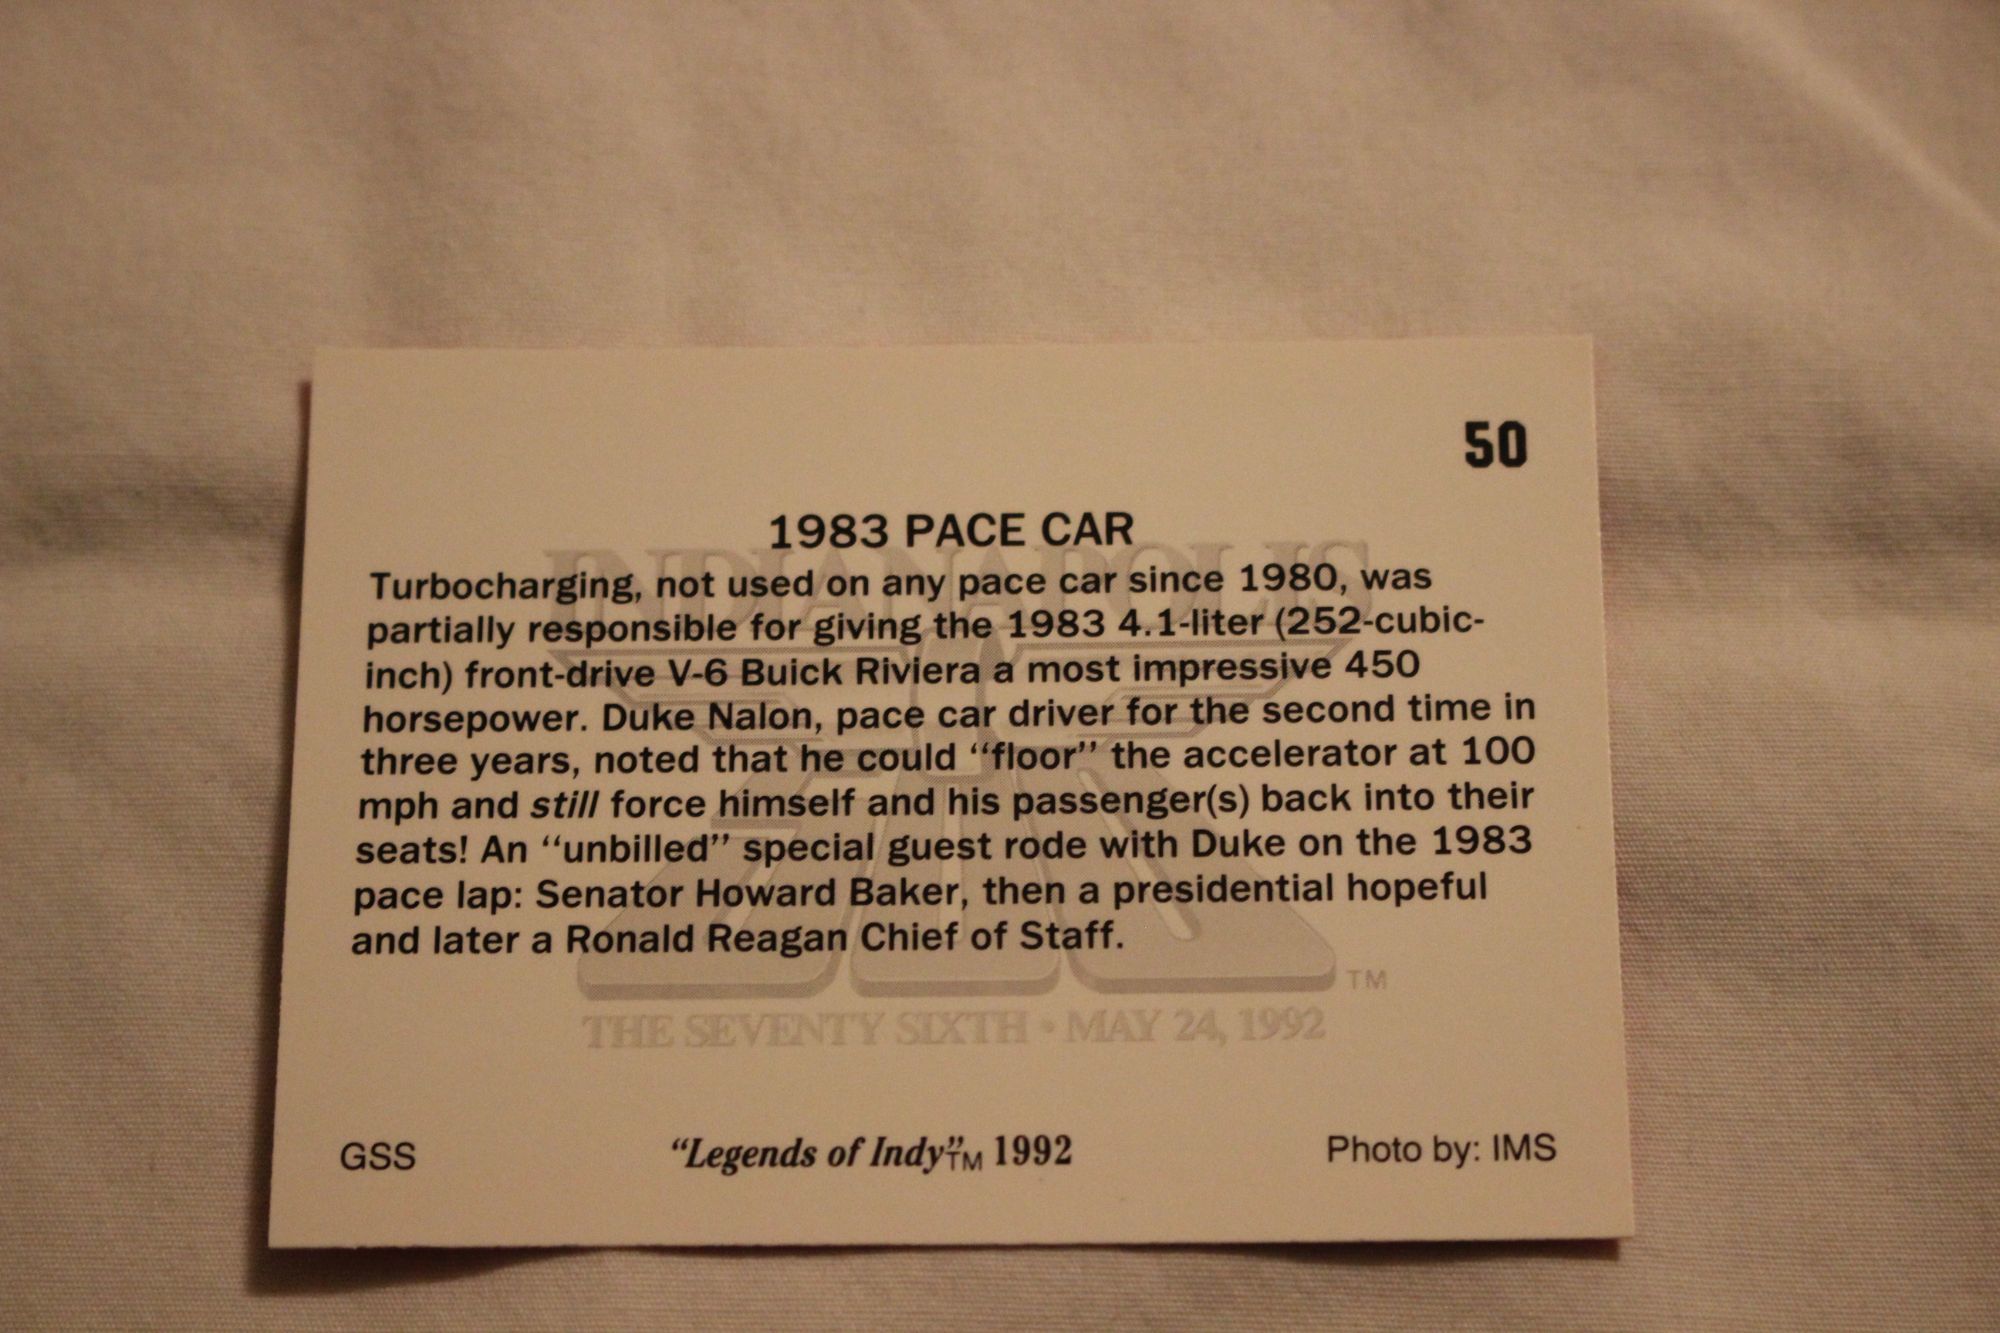 50
1983 PACE CAR
INDIANAPOLIS
Turbocharging, not used on any pace car since 1980, was
partially responsible for giving the 1983 4.1-liter (252-cubic-
inch) front-drive V-6 Buick Riviera a most impressive 450
horsepower. Duke Nalon, pace car driver for the second time in
three years, noted that he could “floor” the accelerator at 100
mph and still force himself and his passenger(s) back into their
seats! An “unbilled” special guest rode with Duke on the 1983
pace lap: Senator Howard Baker, then a presidential hopeful
and later a Ronald Reagan Chief of Staff.
TM
THE SEVENTY SIXTH • MAY 24, 1992
GSS “Legends of Indy”TM 1992 Photo by: IMS